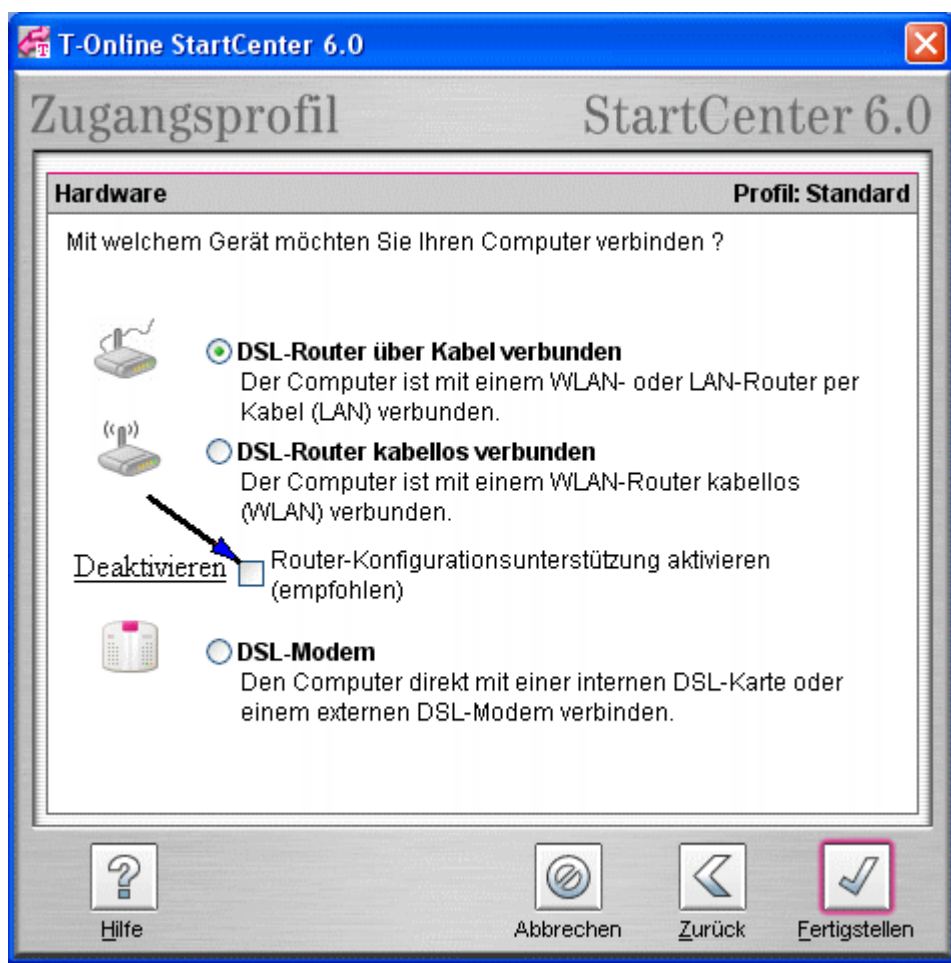 T-Online StartCenter 6.0
Zugangsprofil StartCenter 6.0
Hardware Profil: Standard
Mit welchem Gerät möchten Sie Ihren Computer verbinden ?
DSL-Router über Kabel verbunden
Der Computer ist mit einem WLAN- oder LAN-Router per
Kabel (LAN) verbunden.
DSL-Router kabellos verbunden
Der Computer ist mit einem WLAN-Router kabellos
(WLAN) verbunden.
Deaktivieren Router-Konfigurationsunterstützung aktivieren
(empfohlen)
DSL-Modem
Den Computer direkt mit einer internen DSL-Karte oder
einem externen DSL-Modem verbinden.
Hilfe Abbrechen Zurück Fertigstellen